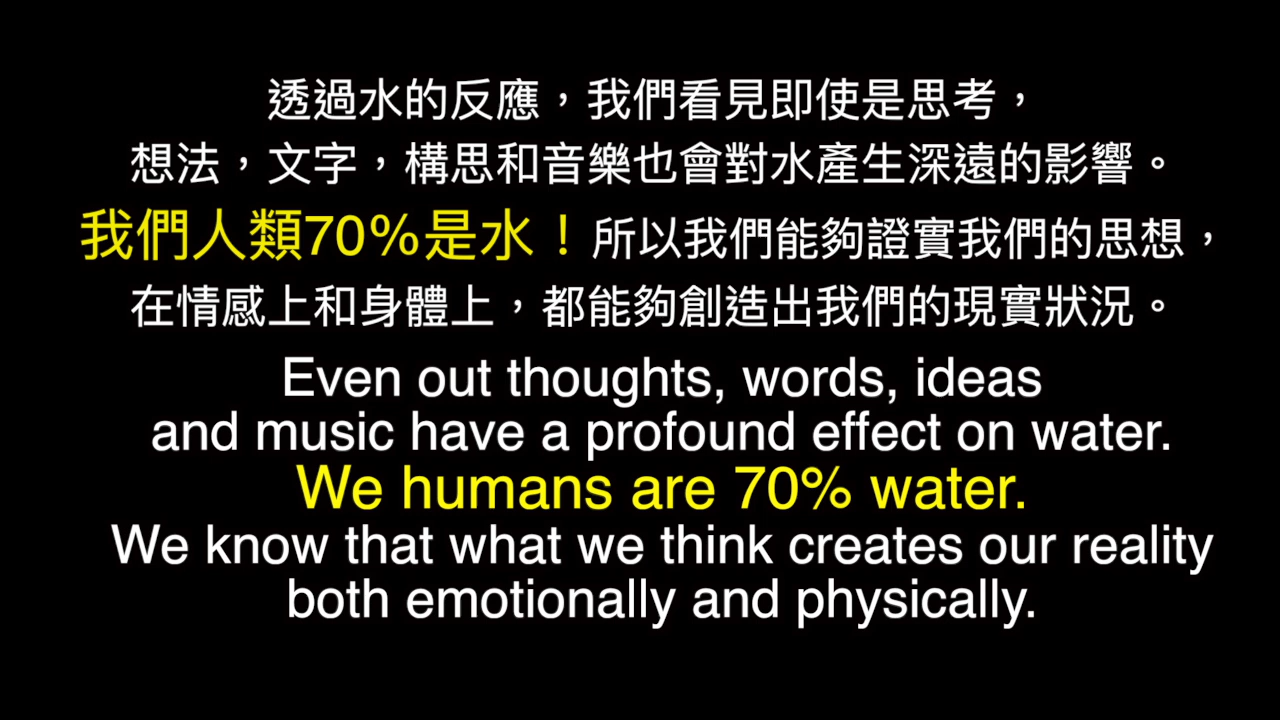 透過水的反應，我們看見即使是思考，
想法，文字，構思和音樂也會對水產生深遠的影響。
我們人類70%是水！所以我們能夠證實我們的思想，
在情感上和身體上，都能夠創造出我們的現實狀況。
Even out thoughts, words, ideas
and music have a profound effect on water.
We humans are 70% water.
We know that what we think creates our reality
both emotionally and physically.